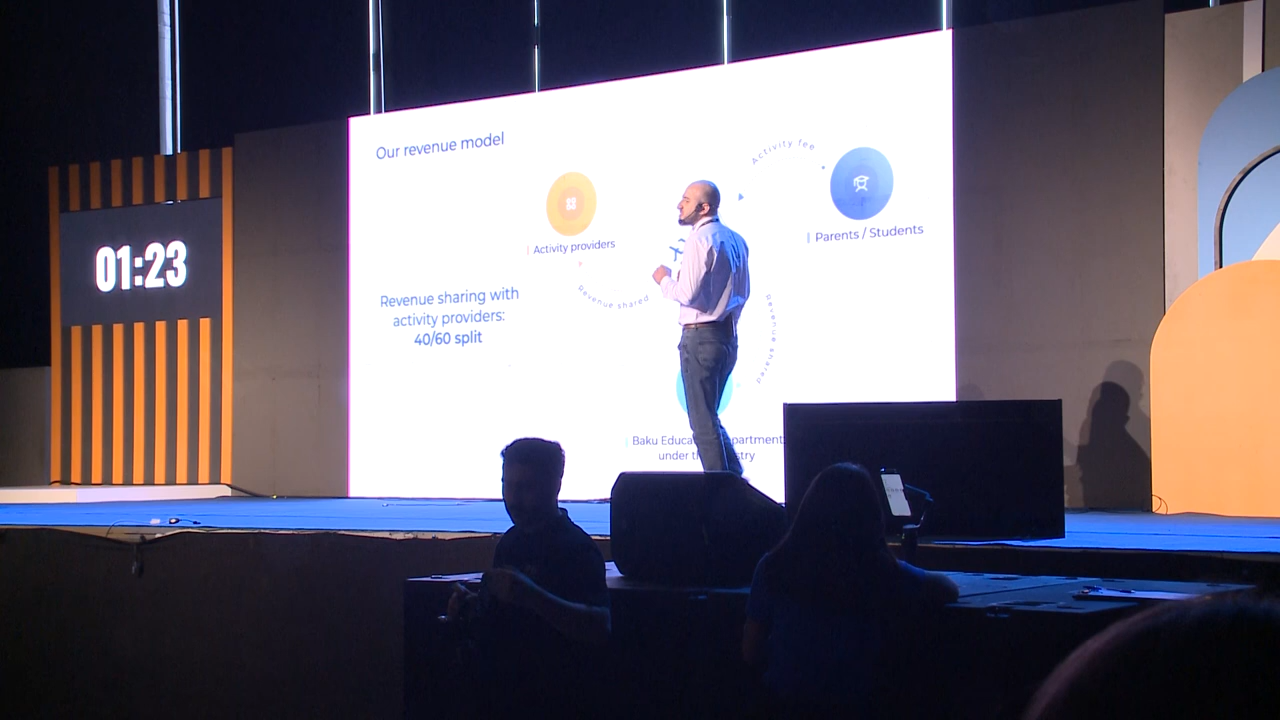 Our revenue model
01:23
Activity fee
Activity providers
Parents / Students
Revenue shared
Revenue sharing with
activity providers:
40/60 split
Revenue shared
Baku
under